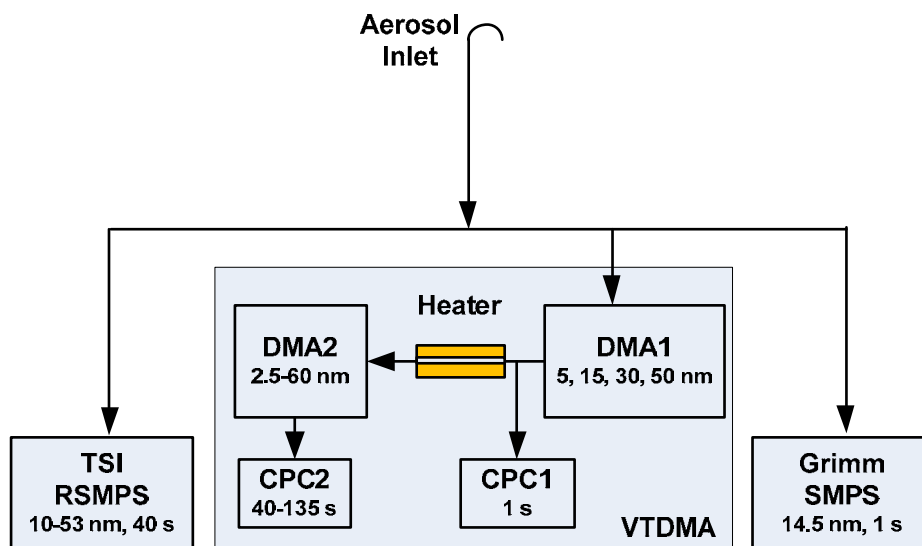 Aerosol
Inlet
Heater
DMA2
2.5-60 nm
DMA1
5, 15, 30, 50 nm
TSI
RSMPS
10-53 nm, 40 s
CPC2
40-135 s
CPC1
1 s
VTDMA
Grimm
SMPS
14.5 nm, 1 s